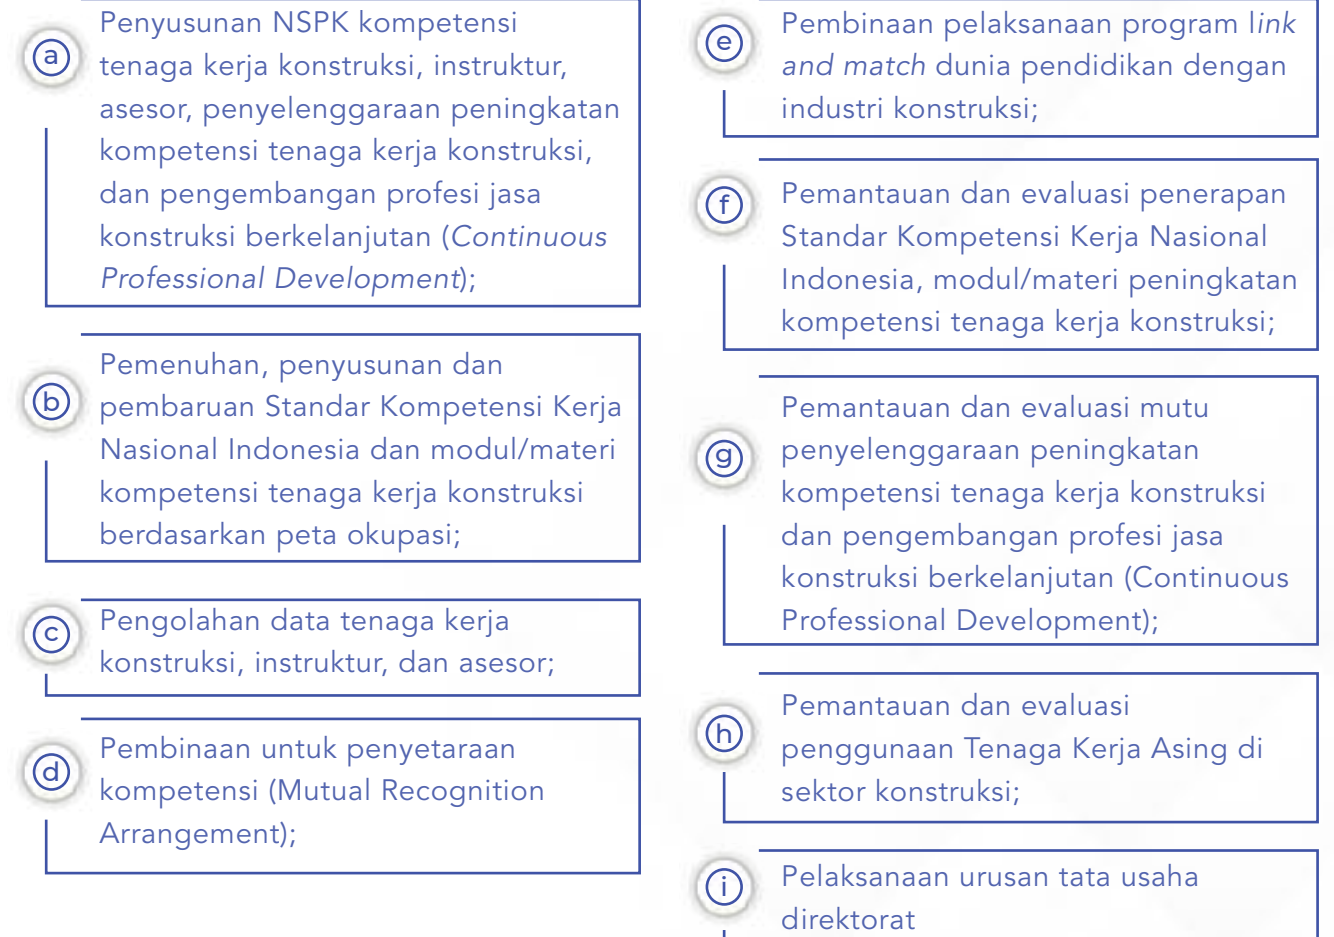 a
Penyusunan NSPK kompetensi
tenaga kerja konstruksi, instruktur,
asesor, penyelenggaraan peningkatan
kompetensi tenaga kerja konstruksi,
dan pengembangan profesi jasa
konstruksi berkelanjutan (Continuous
Professional Development);
b
Pemenuhan, penyusunan dan
pembaruan Standar Kompetensi Kerja
Nasional Indonesia dan modul/materi
kompetensi tenaga kerja konstruksi
berdasarkan peta okupasi;
c
Pengolahan data tenaga kerja
konstruksi, instruktur, dan asesor;
d
Pembinaan untuk penyetaraan
kompetensi (Mutual Recognition
Arrangement);
e
Pembinaan pelaksanaan program link
and match dunia pendidikan dengan
industri konstruksi;
f
Pemantauan dan evaluasi penerapan
Standar Kompetensi Kerja Nasional
Indonesia, modul/materi peningkatan
kompetensi tenaga kerja konstruksi;
g
Pemantauan dan evaluasi mutu
penyelenggaraan peningkatan
kompetensi tenaga kerja konstruksi
dan pengembangan profesi jasa
konstruksi berkelanjutan (Continuous
Professional Development);
h
Pemantauan dan evaluasi
penggunaan Tenaga Kerja Asing di
sektor konstruksi;
i
Pelaksanaan urusan tata usaha
direktorat